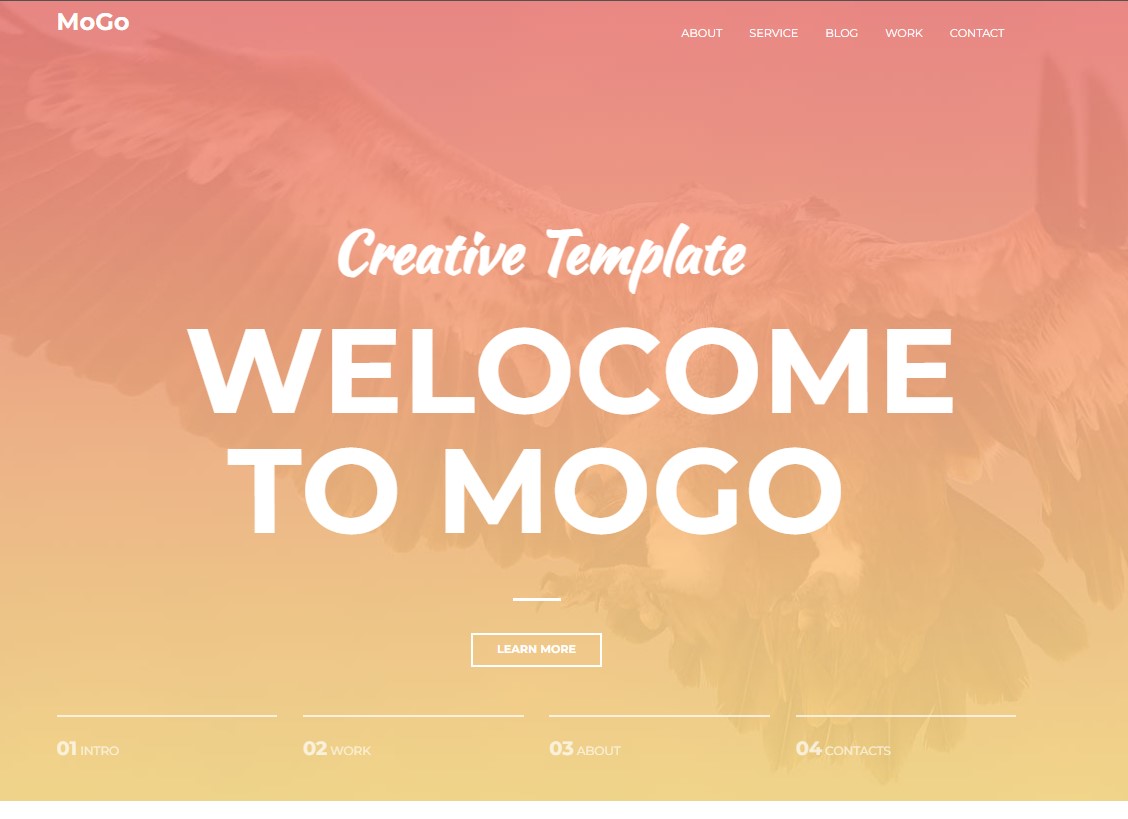 MoGo
ABOUT SERVICE BLOG WORK CONTACT
Creative Template
WELOCOME
TO MOGO
LEARN MORE
01 INTRO 02 WORK 03 ABOUT 04 CONTACTS